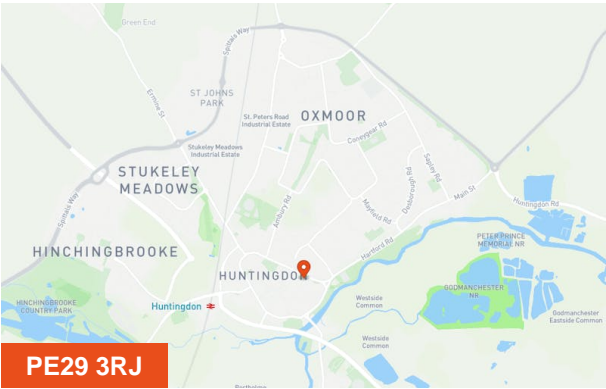 Green End
Spittals Way
ST JOHNS
PARK
Ermine St
St. Peters Road
Industrial Estate
OXMOOR
Coneygear Rd
Stukeley Meadows
Industrial Estate
STUKELEY
MEADOWS
Sapley Rd
Desborough Rd
Main St
Huntingdon Rd
Spittals Way
Ambury Rd
Mayfield Rd
Hartford Rd
PETER PRINCE
MEMORIAL NR
HINCHINGBROOKE
HUNTINGDON
GODMANCHESTER
NR
HINCHINGBROOKE
COUNTRY PARK
Huntingdon
Westside
Common
Godmanchester
Eastside Common
Westside
Common
PE29 3RJ